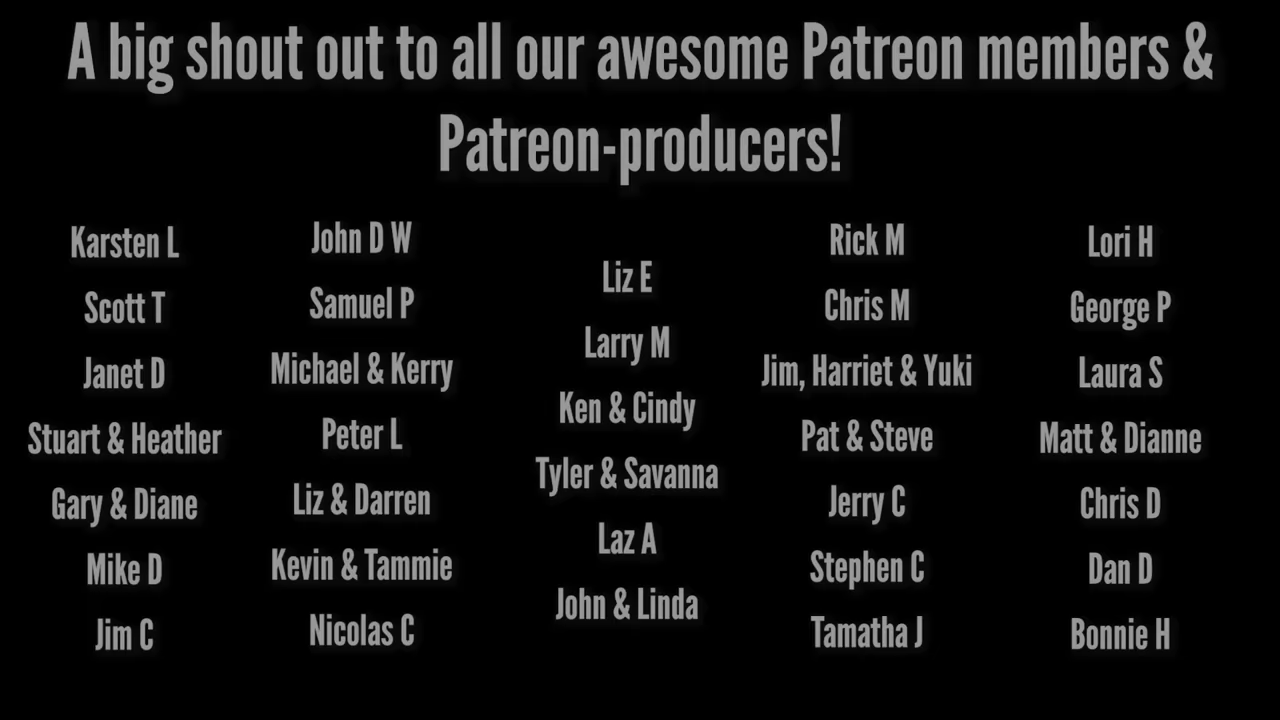 A big shout out to all our awesome Patreon members &
Patreon-producers!
Karsten L
Scott T
Janet D
Stuart & Heather
Gary & Diane
Mike D
Jim C
John D W
Samuel P
Michael & Kerry
Peter L
Liz & Darren
Kevin & Tammie
Nicolas C
Liz E
Larry M
Ken & Cindy
Tyler & Savanna
Laz A
John & Linda
Rick M
Chris M
Jim, Harriet & Yuki
Pat & Steve
Jerry C
Stephen C
Tamatha J
Lori H
George P
Laura S
Matt & Dianne
Chris D
Dan D
Bonnie H